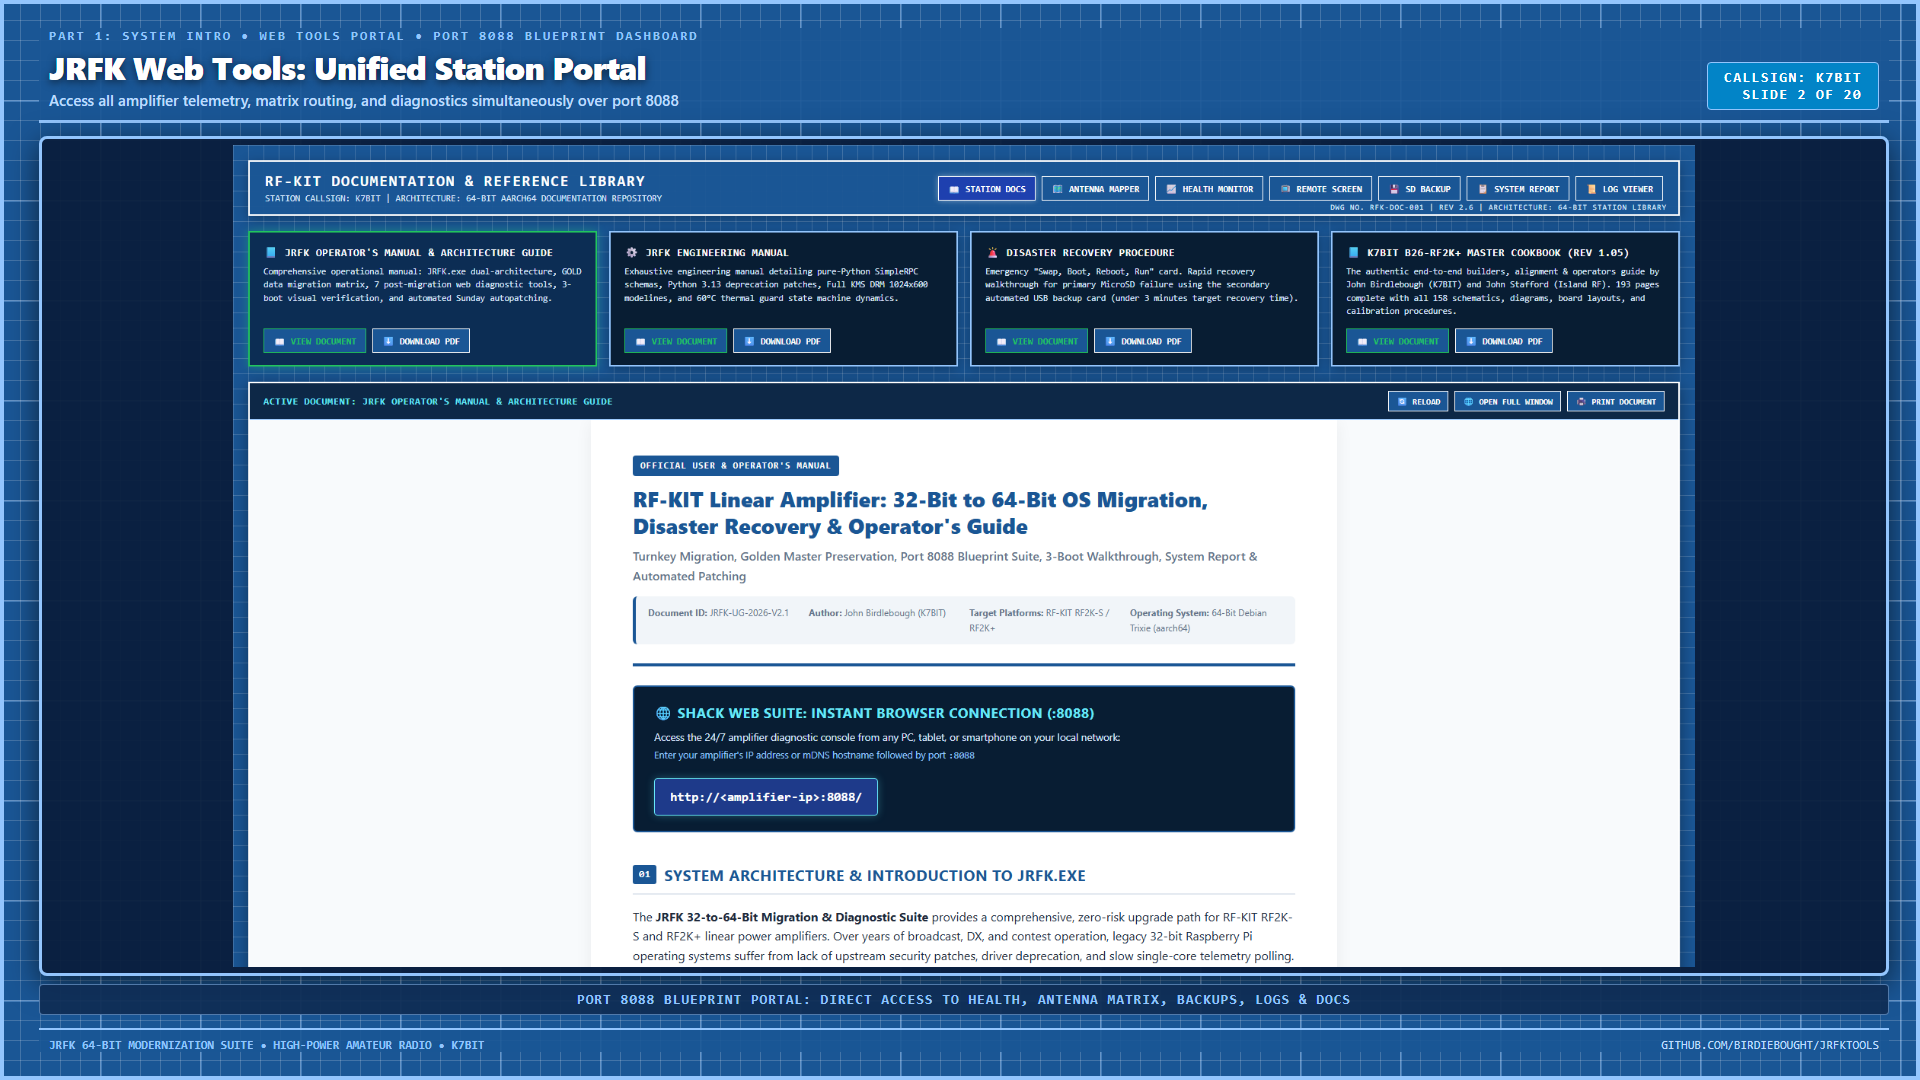 PART 1: SYSTEM INTRO • WEB TOOLS PORTAL • PORT 8088 BLUEPRINT DASHBOARD
JRFK Web Tools: Unified Station Portal
Access all amplifier telemetry, matrix routing, and diagnostics simultaneously over port 8088
CALLSIGN: K7BIT
SLIDE 2 OF 20
RF-KIT DOCUMENTATION & REFERENCE LIBRARY
STATION CALLSIGN: K7BIT | ARCHITECTURE: 64-BIT AARCH64 DOCUMENTATION REPOSITORY
STATION DOCS
ANTENNA MAPPER
HEALTH MONITOR
REMOTE SCREEN
SD BACKUP
SYSTEM REPORT
LOG VIEWER
DWG NO. RFK-DOC-001 | REV 2.6 | ARCHITECTURE: 64-BIT STATION LIBRARY
JRFK OPERATOR'S MANUAL & ARCHITECTURE GUIDE
Comprehensive operational manual: JRFK.exe dual-architecture, GOLD
data migration matrix, 7 post-migration web diagnostic tools, 3-
boot visual verification, and automated Sunday autopatching.
VIEW DOCUMENT
DOWNLOAD PDF
JRFK ENGINEERING MANUAL
Exhaustive engineering manual detailing pure-Python SimpleRPC
schemas, Python 3.13 deprecation patches, Full KMS DRM 1024x600
modelines, and 60°C thermal guard state machine dynamics.
VIEW DOCUMENT
DOWNLOAD PDF
DISASTER RECOVERY PROCEDURE
Emergency "Swap, Boot, Reboot, Run" card. Rapid recovery
walkthrough for primary MicroSD failure using the secondary
automated USB backup card (under 3 minutes target recovery time).
VIEW DOCUMENT
DOWNLOAD PDF
K7BIT B26-RF2K+ MASTER COOKBOOK (REV 1.05)
The authentic end-to-end builders, alignment & operators guide by
John Birdlebough (K7BIT) and John Stafford (Island RF). 193 pages
complete with all 158 schematics, diagrams, board layouts, and
calibration procedures.
VIEW DOCUMENT
DOWNLOAD PDF
ACTIVE DOCUMENT: JRFK OPERATOR'S MANUAL & ARCHITECTURE GUIDE
RELOAD
OPEN FULL WINDOW
PRINT DOCUMENT
OFFICIAL USER & OPERATOR'S MANUAL
RF-KIT Linear Amplifier: 32-Bit to 64-Bit OS Migration,
Disaster Recovery & Operator's Guide
Turnkey Migration, Golden Master Preservation, Port 8088 Blueprint Suite, 3-Boot Walkthrough, System Report &
Automated Patching
Document ID: JRFK-UG-2026-V2.1
Author: John Birdlebough (K7BIT)
Target Platforms: RF-KIT RF2K-S /
RF2K+
Operating System: 64-Bit Debian
Trixie (aarch64)
SHACK WEB SUITE: INSTANT BROWSER CONNECTION (:8088)
Access the 24/7 amplifier diagnostic console from any PC, tablet, or smartphone on your local network:
Enter your amplifier's IP address or mDNS hostname followed by port :8088
http://<amplifier-ip>:8088/
01 SYSTEM ARCHITECTURE & INTRODUCTION TO JRFK.EXE
The JRFK 32-to-64-Bit Migration & Diagnostic Suite provides a comprehensive, zero-risk upgrade path for RF-KIT RF2K-
S and RF2K+ linear power amplifiers. Over years of broadcast, DX, and contest operation, legacy 32-bit Raspberry Pi
operating systems suffer from lack of upstream security patches, driver deprecation, and slow single-core telemetry polling.
PORT 8088 BLUEPRINT PORTAL: DIRECT ACCESS TO HEALTH, ANTENNA MATRIX, BACKUPS, LOGS & DOCS
JRFK 64-BIT MODERNIZATION SUITE • HIGH-POWER AMATEUR RADIO • K7BIT
GITHUB.COM/BIRDIEBOUGHT/JRFKTOOLS